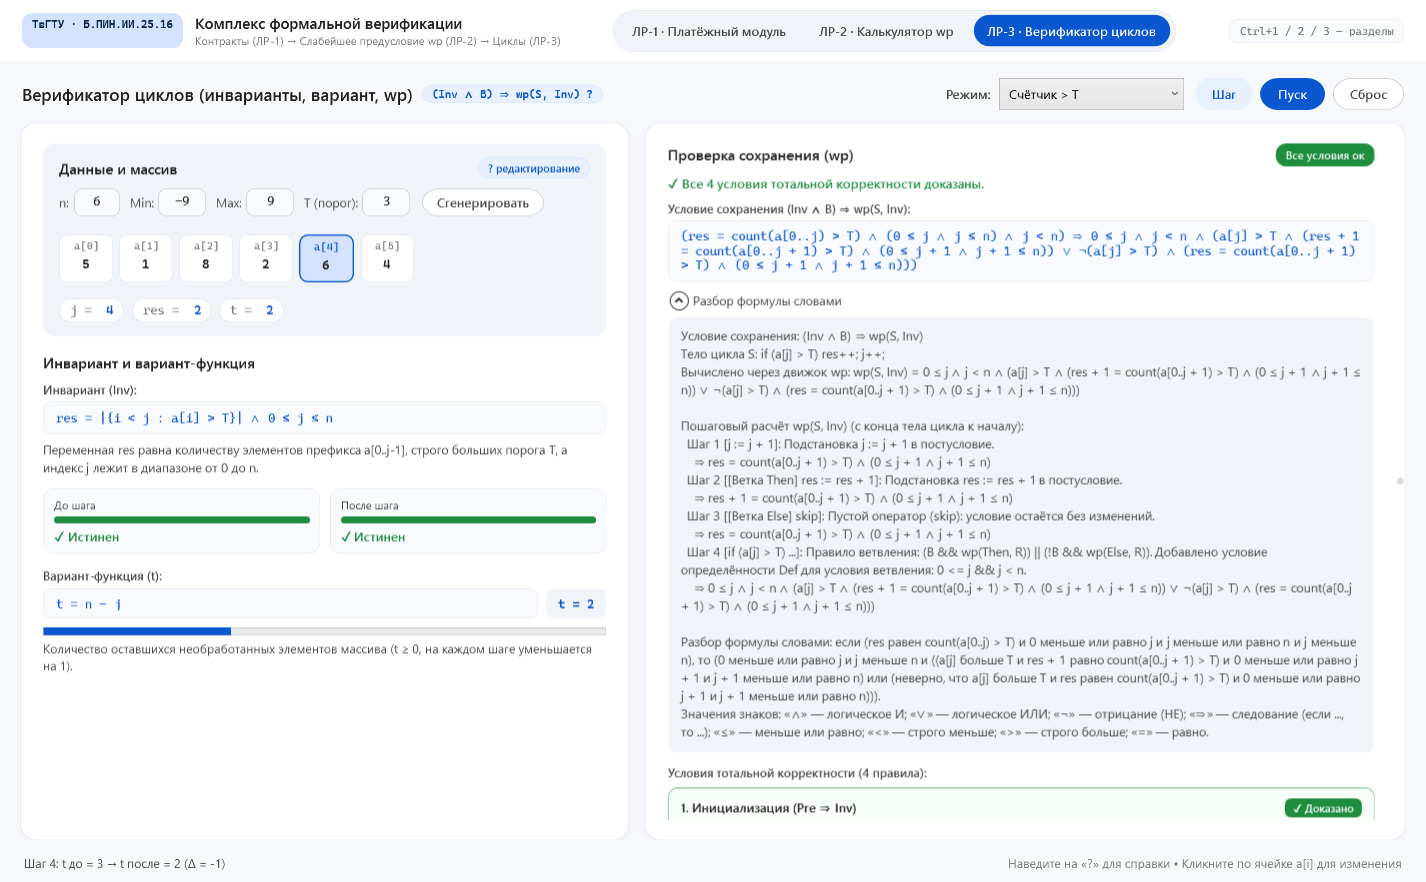 ТвГТУ · Б.ПИН.ИИ.25.16
Комплекс формальной верификации
Контракты (ЛР-1) → Слабейшее предусловие wp (ЛР-2) → Циклы (ЛР-3)
ЛР-1 · Платёжный модуль
ЛР-2 · Калькулятор wp
ЛР-3 · Верификатор циклов
Ctrl+1 / 2 / 3 — разделы
Верификатор циклов (инварианты, вариант, wp)
(Inv ∧ B) ⇒ wp(S, Inv) ?
Режим:
Счётчик > T
Шаг
Пуск
Сброс
Данные и массив
? редактирование
n: 6 Min: −9 Max: 9 T (порог): 3 Сгенерировать
a[0] a[1] a[2] a[3] a[4] a[5]
5 1 8 2 6 4
j = 4 res = 2 t = 2
Инвариант и вариант-функция
Инвариант (Inv):
res = |{i < j : a[i] > T}| ∧ 0 ≤ j ≤ n
Переменная res равна количеству элементов префикса a[0..j-1], строго больших порога T, а
индекс j лежит в диапазоне от 0 до n.
До шага
✓ Истинен
После шага
✓ Истинен
Вариант-функция (t):
t = n − j
t = 2
Количество оставшихся необработанных элементов массива (t ≥ 0, на каждом шаге уменьшается
на 1).
Проверка сохранения (wp)
Все условия ок
✓ Все 4 условия тотальной корректности доказаны.
Условие сохранения (Inv ∧ B) ⇒ wp(S, Inv):
(res = count(a[0..j) > T) ∧ (0 ≤ j ∧ j ≤ n) ∧ j < n) ⇒ 0 ≤ j ∧ j < n ∧ (a[j] > T ∧ (res + 1
= count(a[0..j + 1) > T) ∧ (0 ≤ j + 1 ∧ j + 1 ≤ n)) ∨ ¬(a[j] > T) ∧ (res = count(a[0..j + 1)
> T) ∧ (0 ≤ j + 1 ∧ j + 1 ≤ n)))
Разбор формулы словами
Условие сохранения: (Inv ∧ B) ⇒ wp(S, Inv)
Тело цикла S: if (a[j] > T) res++; j++;
Вычислено через движок wp: wp(S, Inv) = 0 ≤ j ∧ j < n ∧ (a[j] > T ∧ (res + 1 = count(a[0..j + 1) > T) ∧ (0 ≤ j + 1 ∧ j + 1 ≤
n)) ∨ ¬(a[j] > T) ∧ (res = count(a[0..j + 1) > T) ∧ (0 ≤ j + 1 ∧ j + 1 ≤ n)))
Пошаговый расчёт wp(S, Inv) (с конца тела цикла к началу):
Шаг 1 [j := j + 1]: Подстановка j := j + 1 в постусловие.
⇒ res = count(a[0..j + 1) > T) ∧ (0 ≤ j + 1 ∧ j + 1 ≤ n)
Шаг 2 [[Ветка Then] res := res + 1]: Подстановка res := res + 1 в постусловие.
⇒ res + 1 = count(a[0..j + 1) > T) ∧ (0 ≤ j + 1 ∧ j + 1 ≤ n)
Шаг 3 [[Ветка Else] skip]: Пустой оператор (skip): условие остаётся без изменений.
⇒ res = count(a[0..j + 1) > T) ∧ (0 ≤ j + 1 ∧ j + 1 ≤ n)
Шаг 4 [if (a[j] > T) ...]: Правило ветвления: (B && wp(Then, R)) || (!B && wp(Else, R)). Добавлено условие
определённости Def для условия ветвления: 0 <= j && j < n.
⇒ 0 ≤ j ∧ j < n ∧ (a[j] > T ∧ (res + 1 = count(a[0..j + 1) > T) ∧ (0 ≤ j + 1 ∧ j + 1 ≤ n)) ∨ ¬(a[j] > T) ∧ (res = count(a[0..j
+ 1) > T) ∧ (0 ≤ j + 1 ∧ j + 1 ≤ n)))
Разбор формулы словами: если (res равен count(a[0..j) > T) и 0 меньше или равно j и j меньше или равно n и j меньше
n), то (0 меньше или равно j и j меньше n и ((a[j] больше T и res + 1 равно count(a[0..j + 1) > T) и 0 меньше или равно j
+ 1 и j + 1 меньше или равно n) или (неверно, что a[j] больше T и res равен count(a[0..j + 1) > T) и 0 меньше или равно
j + 1 и j + 1 меньше или равно n))).
Значения знаков: «∧» — логическое И; «∨» — логическое ИЛИ; «¬» — отрицание (НЕ); «⇒» — следование (если ...,
то ...); «≤» — меньше или равно; «<» — строго меньше; «>» — строго больше; «=» — равно.
Условия тотальной корректности (4 правила):
1. Инициализация (Pre ⇒ Inv)
✓ Доказано
Шаг 4: t до = 3 → t после = 2 (Δ = -1)
Наведите на «?» для справки • Кликните по ячейке a[i] для изменения